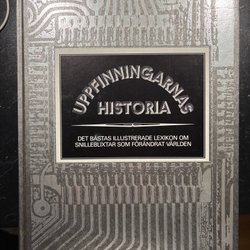 UPPFINNINGARNAS
HISTORIA
DET BÄSTAS ILLUSTRERADE LEXIKON OM
SNILLEBLIXTAR SOM FÖRÄNDRAT VÄRLDEN